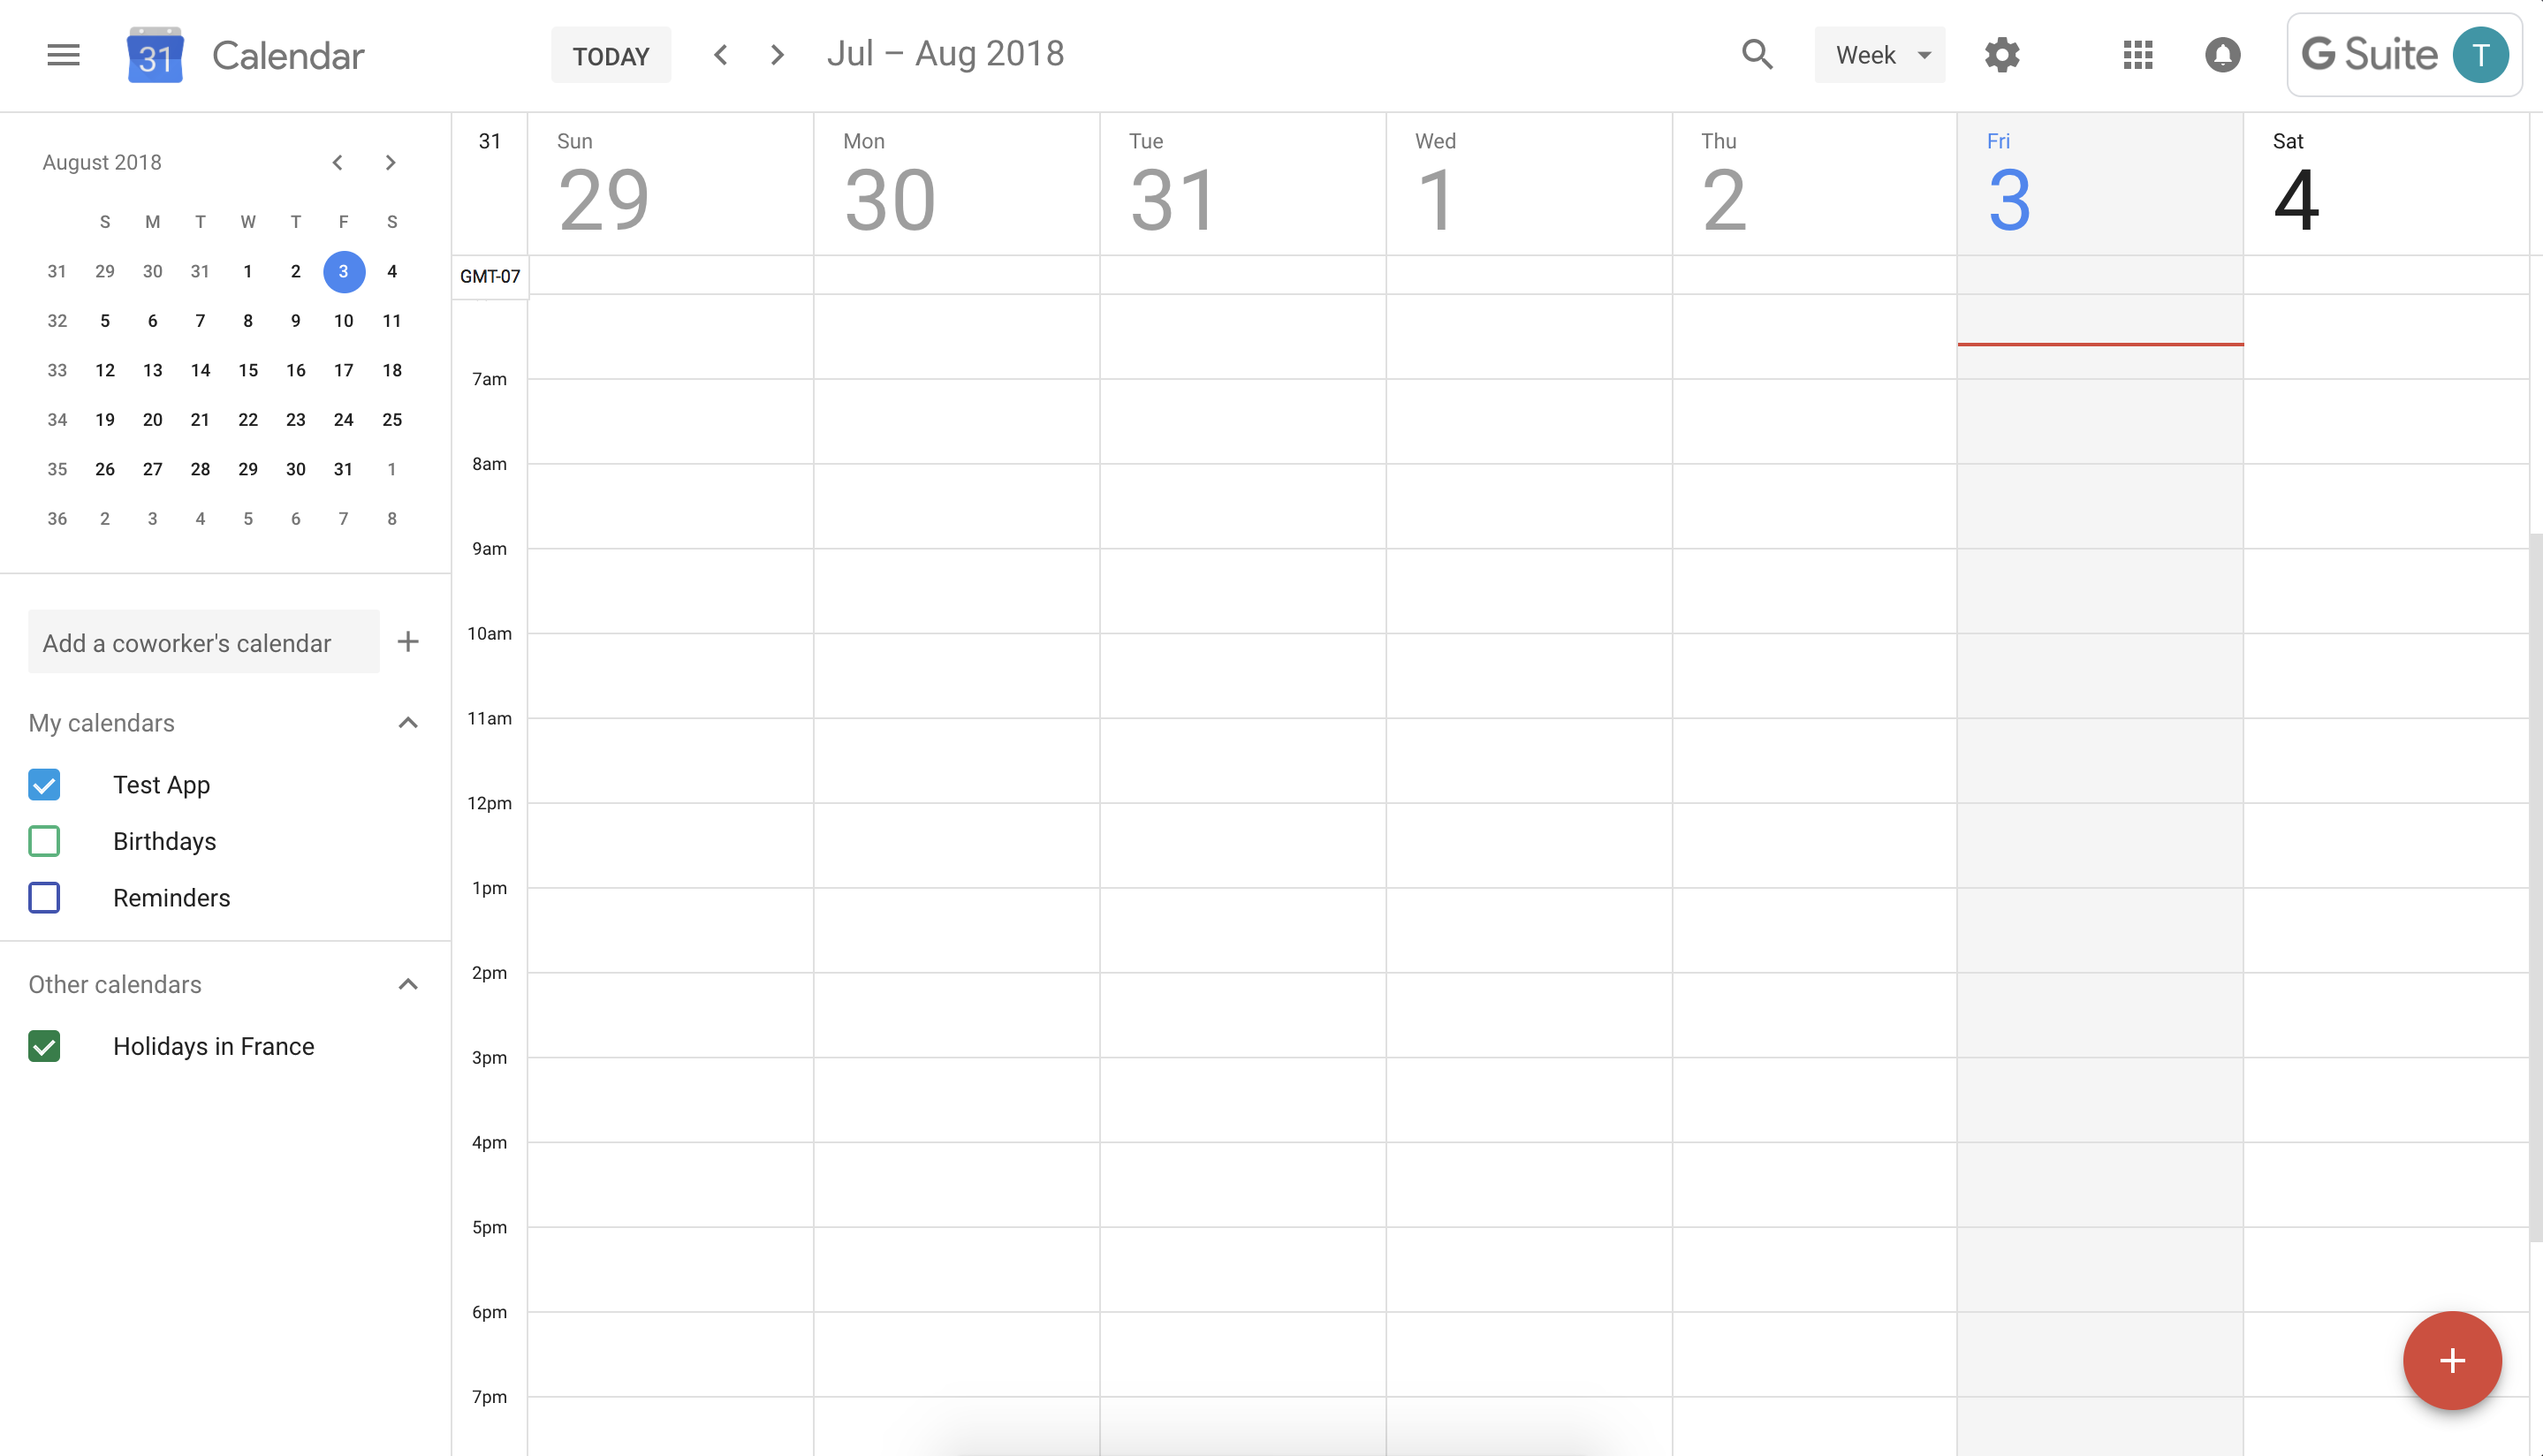 31 Calendar TODAY Jul – Aug 2018 Week G Suite T
August 2018
S M T W T F S
31 29 30 31 1 2 3 4
32 5 6 7 8 9 10 11
33 12 13 14 15 16 17 18
34 19 20 21 22 23 24 25
35 26 27 28 29 30 31 1
36 2 3 4 5 6 7 8
Add a coworker's calendar
My calendars
Test App
Birthdays
Reminders
Other calendars
Holidays in France
31 Sun Mon Tue Wed Thu Fri Sat
29 30 31 1 2 3 4
GMT-07
7am
8am
9am
10am
11am
12pm
1pm
2pm
3pm
4pm
5pm
6pm
7pm